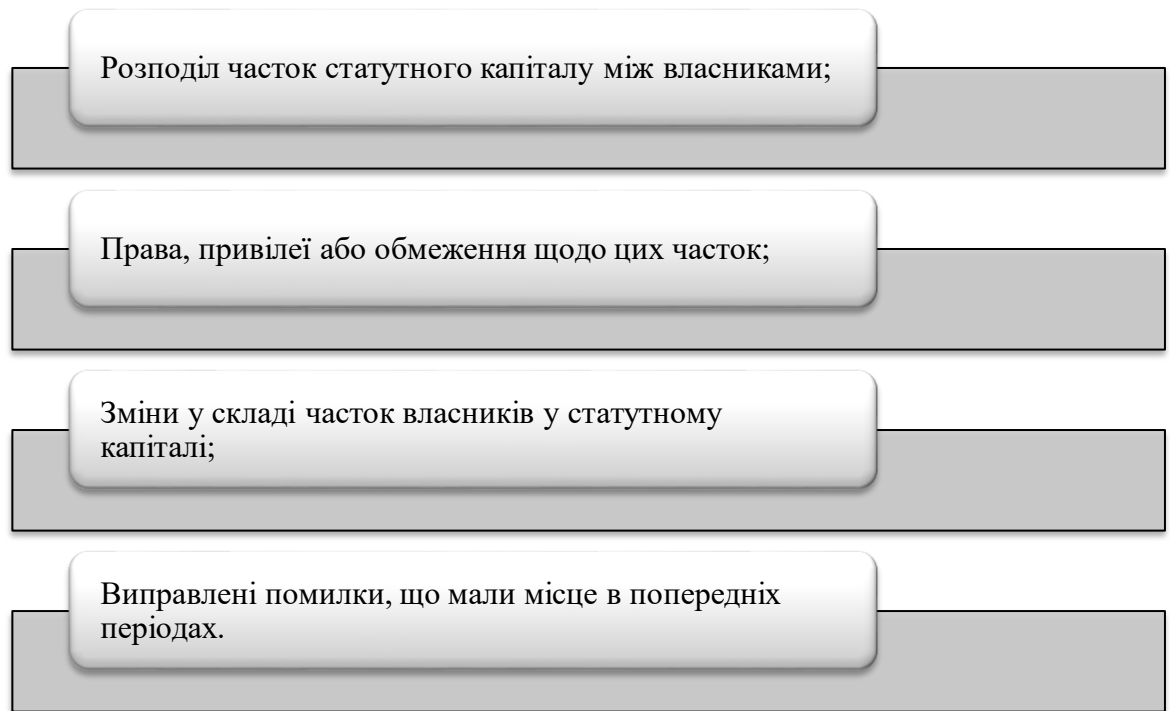 Розподіл часток статутного капіталу між власниками;
Права, привілеї або обмеження щодо цих часток;
Зміни у складі часток власників у статутному
капіталі;
Виправлені помилки, що мали місце в попередніх
періодах.